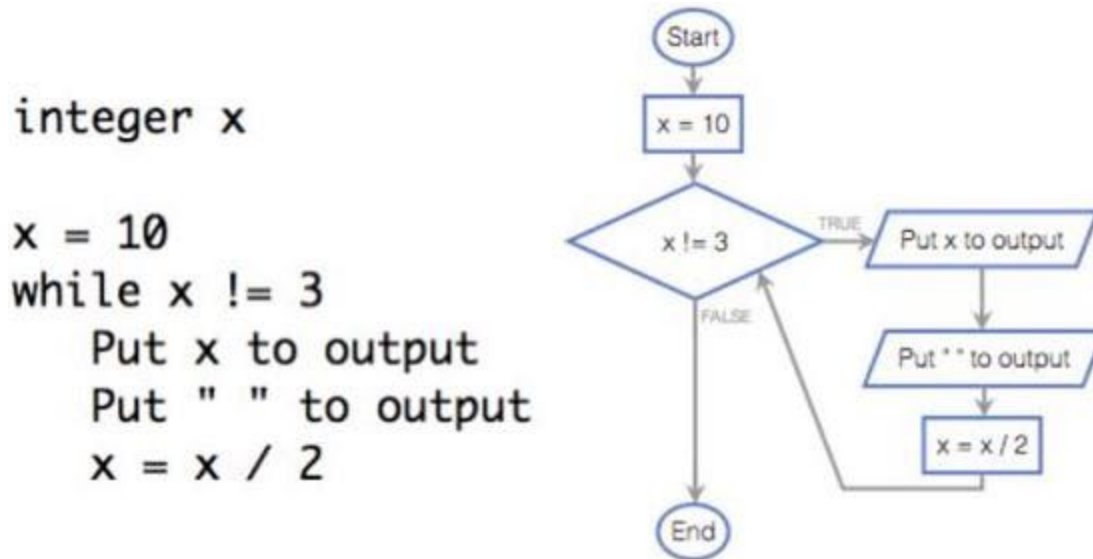 integer x
x = 10
while x != 3
Put x to output
Put " " to output
x = x / 2
Start
x = 10
x != 3
TRUE
Put x to output
FALSE
Put " " to output
x = x / 2
End